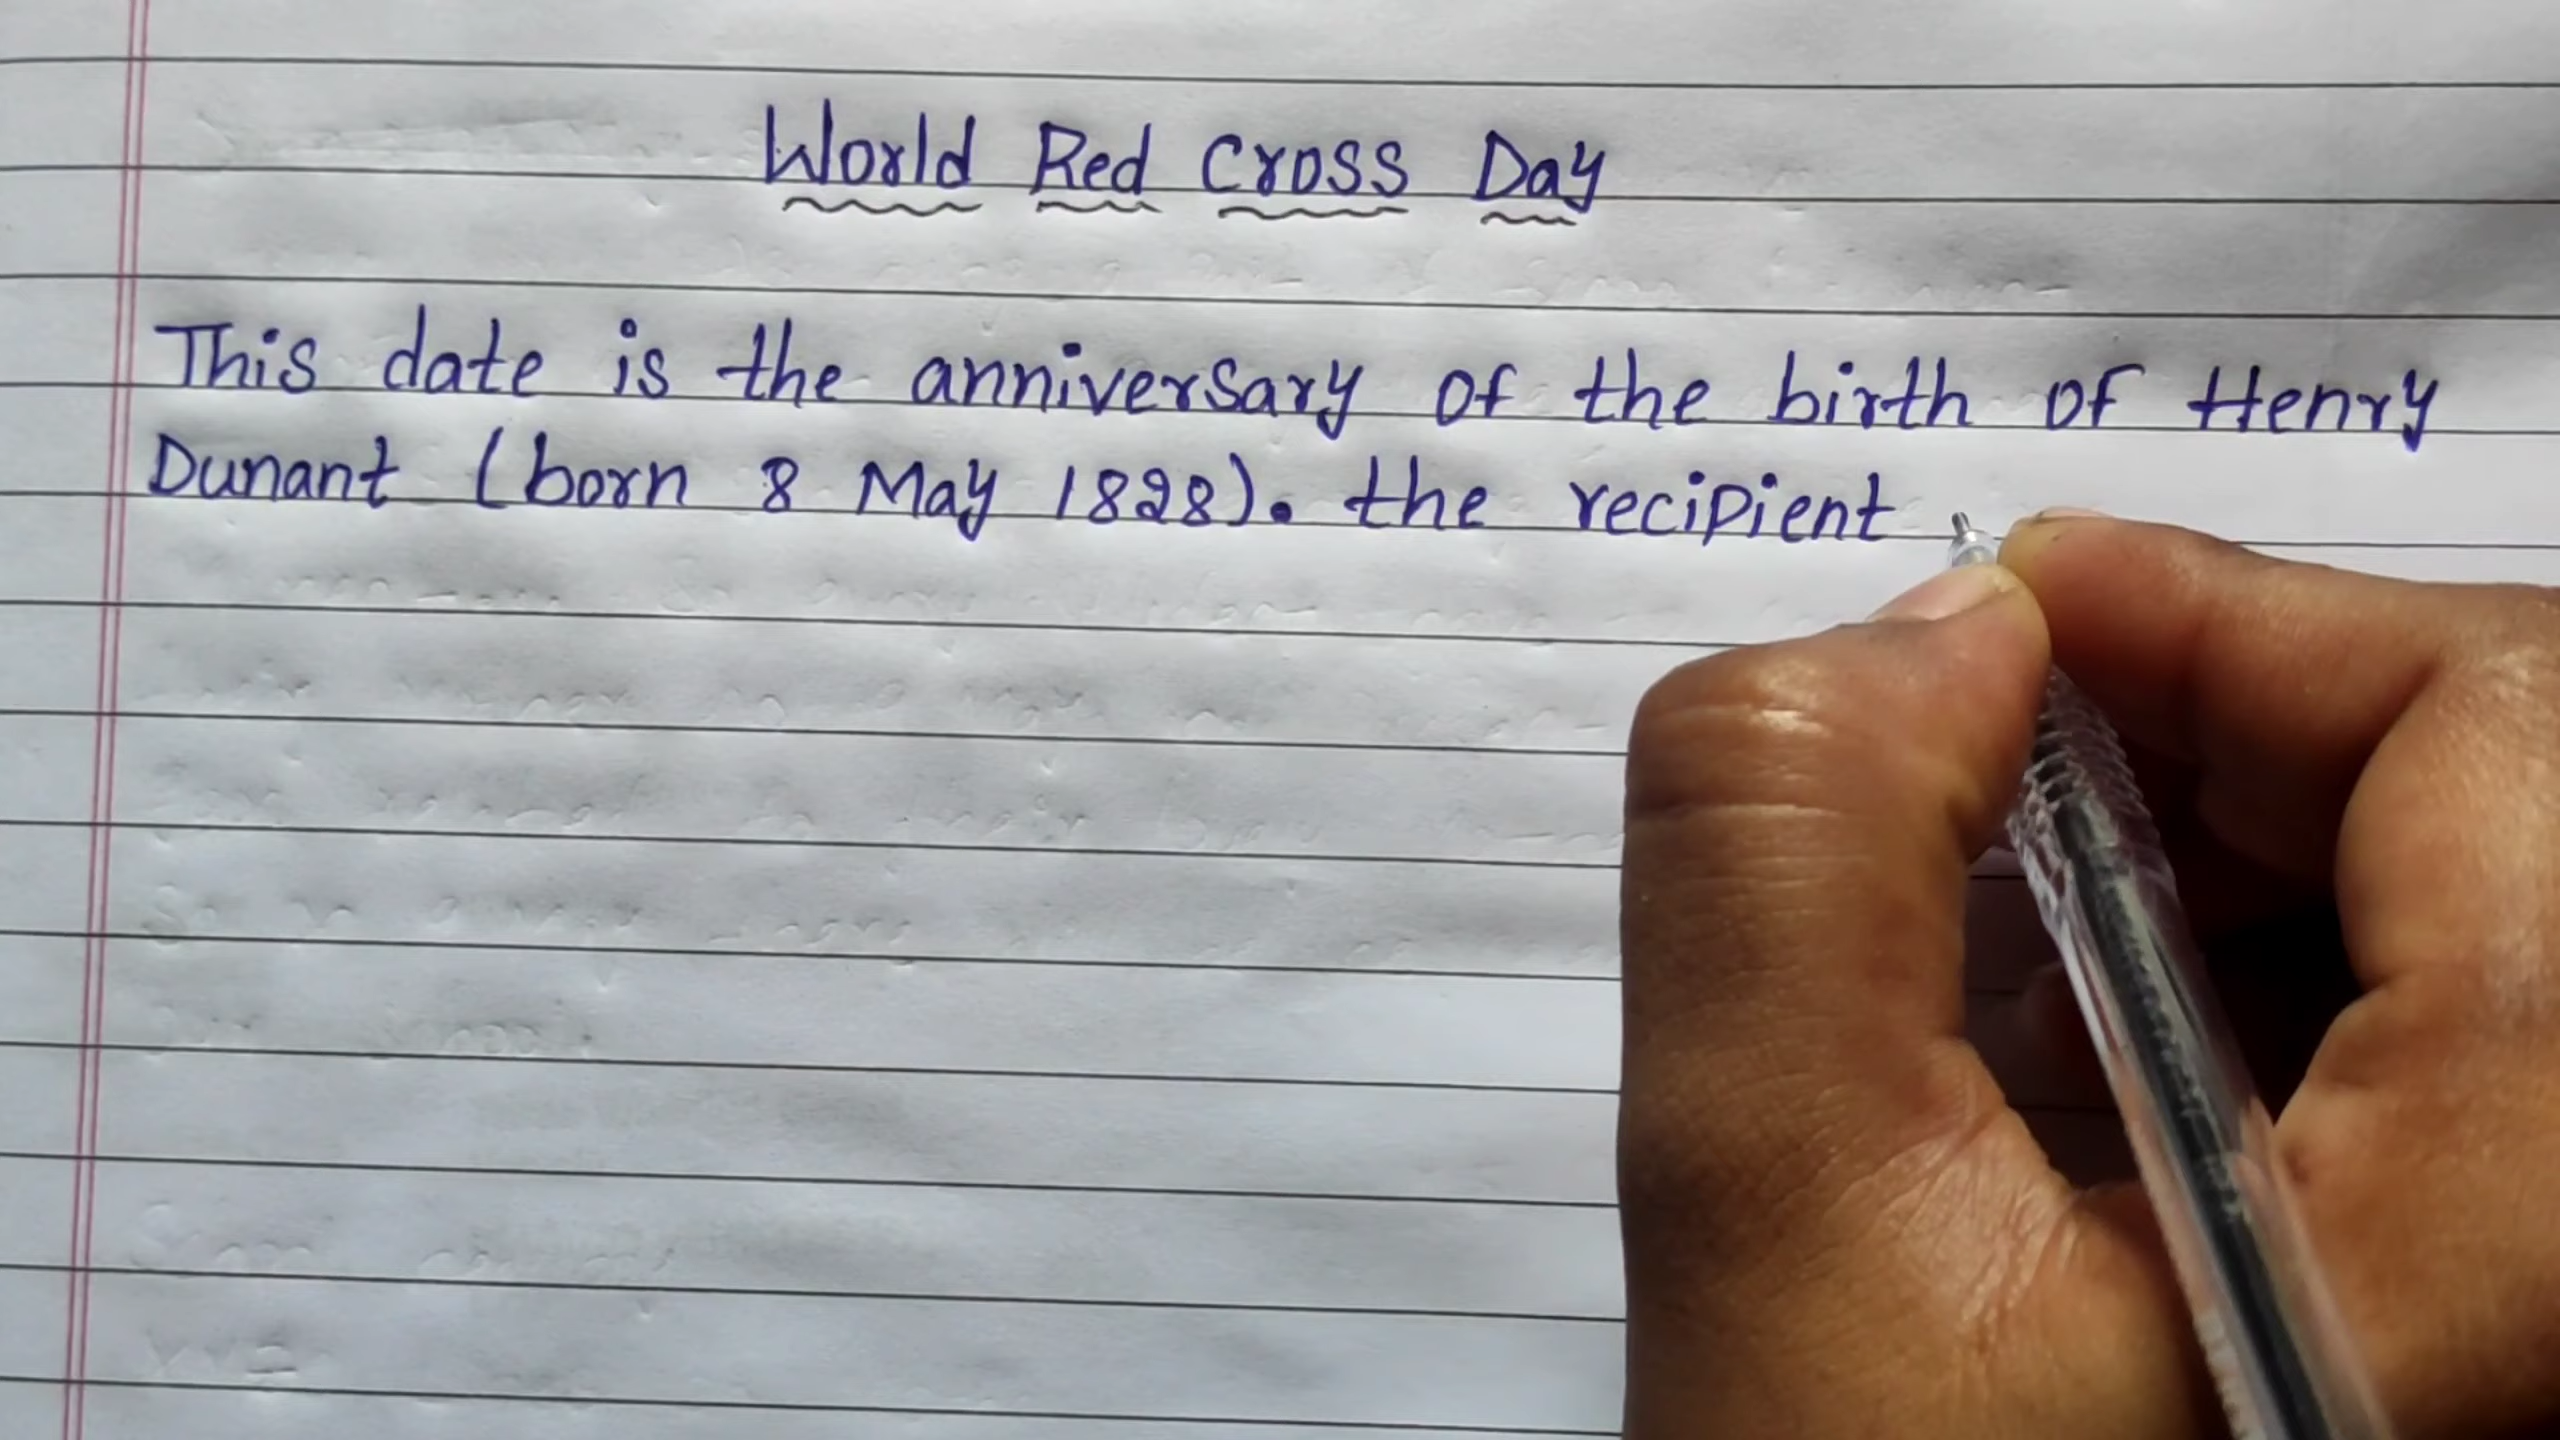 World Red Cross Day
This date is the anniversary of the birth of Henry
Dunant (born 8 May 1828). the recipient